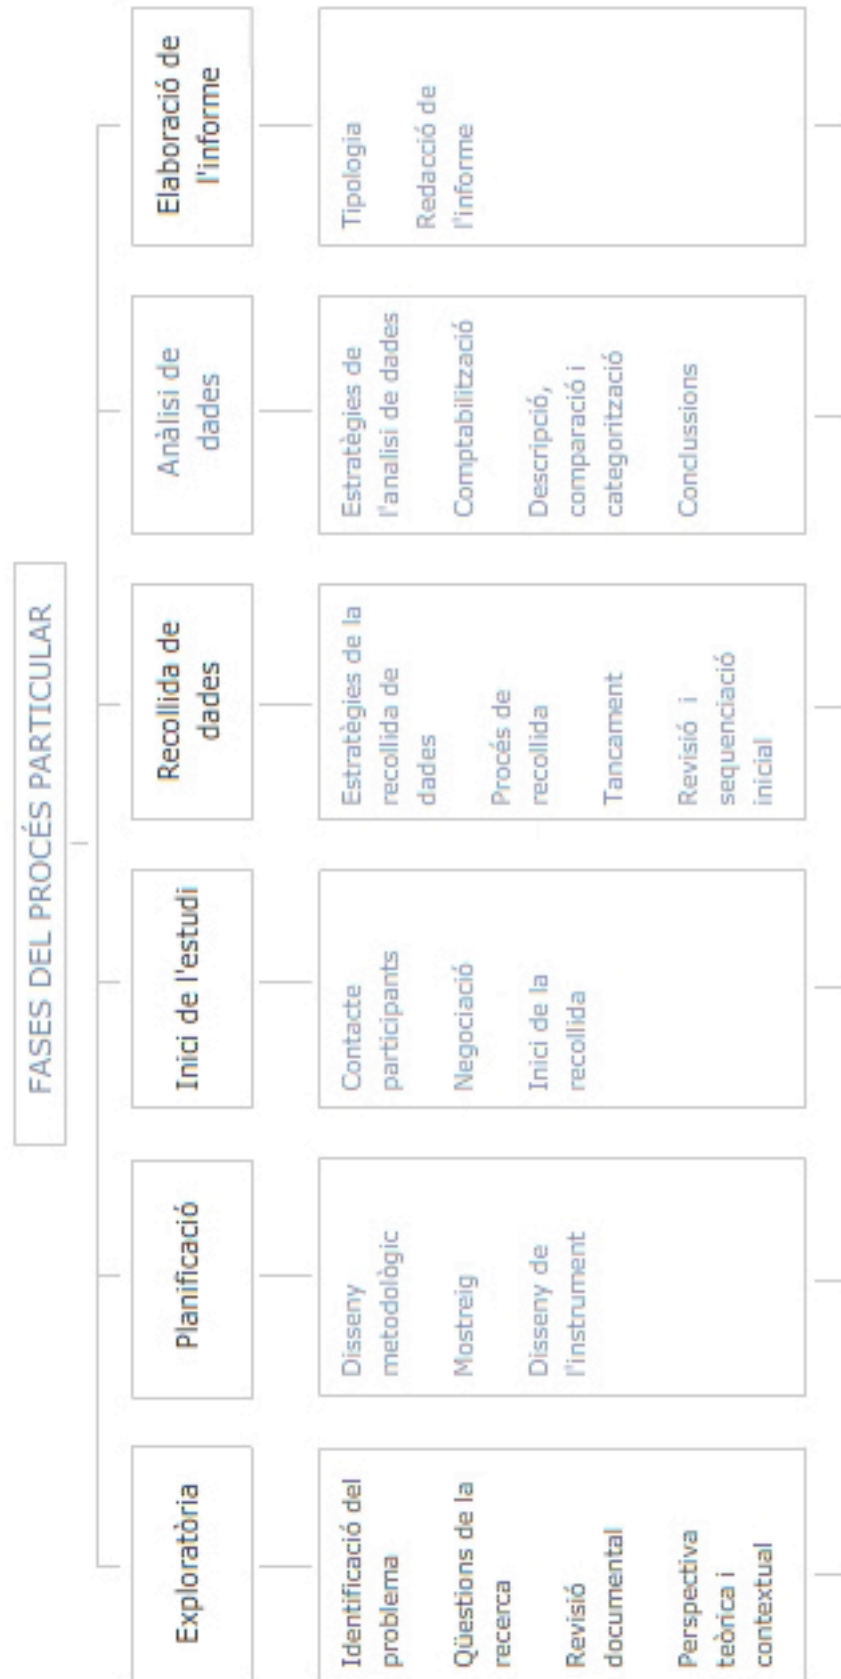 FASES DEL PROCÉS PARTICULAR
Exploratòria
Identificació del
problema
Qüestions de la
recerca
Revisió
documental
Perspectiva
teòrica i
contextual
Planificació
Disseny
metodològic
Mostreig
Disseny de
l'instrument
Inici de l'estudi
Contacte
participants
Negociació
Inici de la
recollida
Recollida de
dades
Estratègies de la
recollida de
dades
Procés de
recollida
Tancament
Revisió i
sequenciació
inicial
Anàlisi de
dades
Estratègies de
l'analisi de dades
Comptabilització
Descripció,
comparació i
categorització
Conclussions
Elaboració de
l'informe
Tipologia
Redacció de
l'informe